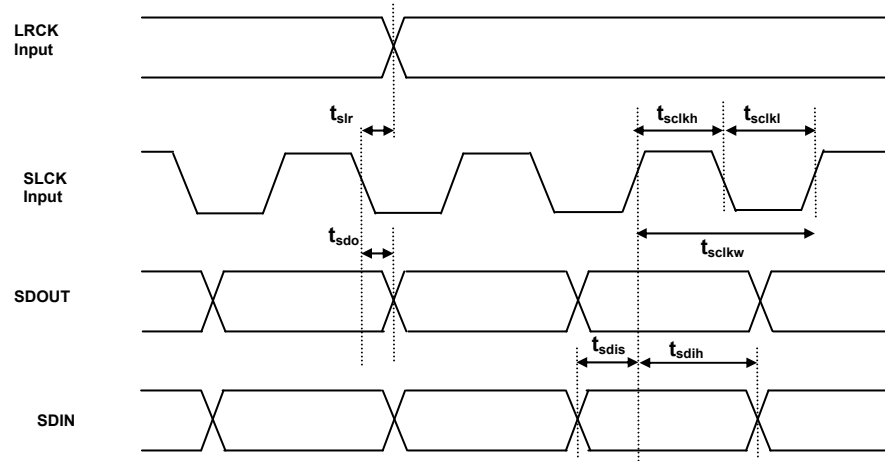 LRCK
Input
tslr
tsclkh
tsclkl
SLCK
Input
tsdo
tsclkw
SDOUT
tsdis
tsdih
SDIN